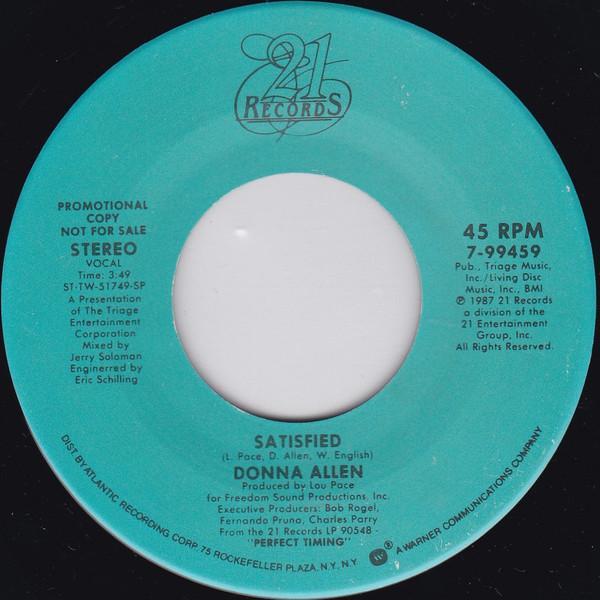 21
RECORDS
PROMOTIONAL
COPY
NOT FOR SALE
STEREO
VOCAL
Time: 3:49
ST-TW-51749-SP
A Presentation
of The Triage
Entertainment
Corporation
Mixed by
Jerry Soloman
Enginerred by
Eric Schilling
45 RPM
7-99459
Pub., Triage Music,
Inc./Living Disc
Music, Inc., BMI
℗ 1987 21 Records
a division of the
21 Entertainment
Group, Inc.
All Rights Reserved.
SATISFIED
(L. Pace, D. Allen, W. English)
DONNA ALLEN
Produced by Lou Pace
for Freedom Sound Productions, Inc.
Executive Producers: Bob Rogel,
Fernando Pruna, Charles Parry
From the 21 Records LP 90548 -
"PERFECT TIMING"
DIST. BY ATLANTIC RECORDING CORP. 75 ROCKEFELLER PLAZA, N.Y., N.Y. ® A WARNER COMMUNICATIONS COMPANY